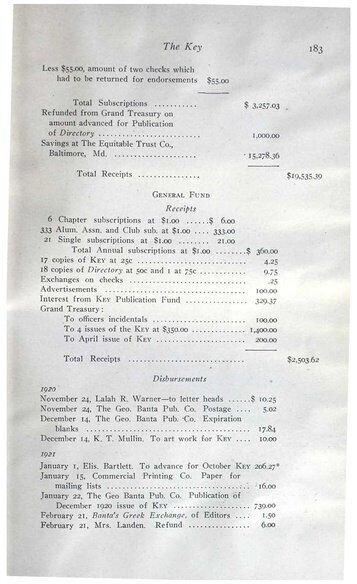 The Key 183
Less $55.00, amount of two checks which
had to be returned for endorsements $55.00
Total Subscriptions ........... $ 3,257.03
Refunded from Grand Treasury on
amount advanced for Publication
of Directory ........................ 1,000.00
Savings at The Equitable Trust Co.,
Baltimore, Md. .................... 15,278.36
Total Receipts ................ $19,535.39
General Fund
Receipts
6 Chapter subscriptions at $1.00 ......$ 6.00
333 Alum. Assn. and Club sub. at $1.00 .... 333.00
21 Single subscriptions at $1.00 ........ 21.00
Total Annual subscriptions at $1.00 ........$ 360.00
17 copies of Key at 25c .......................... 4.25
18 copies of Directory at 50c and 1 at 75c ............ 9.75
Exchanges on checks ........................... .25
Advertisements ................................. 100.00
Interest from Key Publication Fund .............. 329.37
Grand Treasury:
To officers incidentals ....................... 100.00
To 4 issues of the Key at $350.00 ............. 1,400.00
To April issue of Key ...................... 200.00
Total Receipts ............................ $2,503.62
Disbursements
1920
November 24, Lalah R. Warner—to letter heads ......$ 10.25
November 24, The Geo. Banta Pub. Co. Postage .... 5.02
December 14, The Geo. Banta Pub. Co. Expiration
blanks ...................................... 17.84
December 14, K. T. Mullin. To art work for Key .... 10.00
1921
January 1, Elis. Bartlett. To advance for October Key 206.27*
January 15, Commercial Printing Co. Paper for
mailing lists ................................. 16.00
January 22, The Geo Banta Pub. Co. Publication of
December 1920 issue of Key .................. 739.00
February 21, Banta's Greek Exchange, of Editors .... 1.50
February 21, Mrs. Landen. Refund ............... 6.00